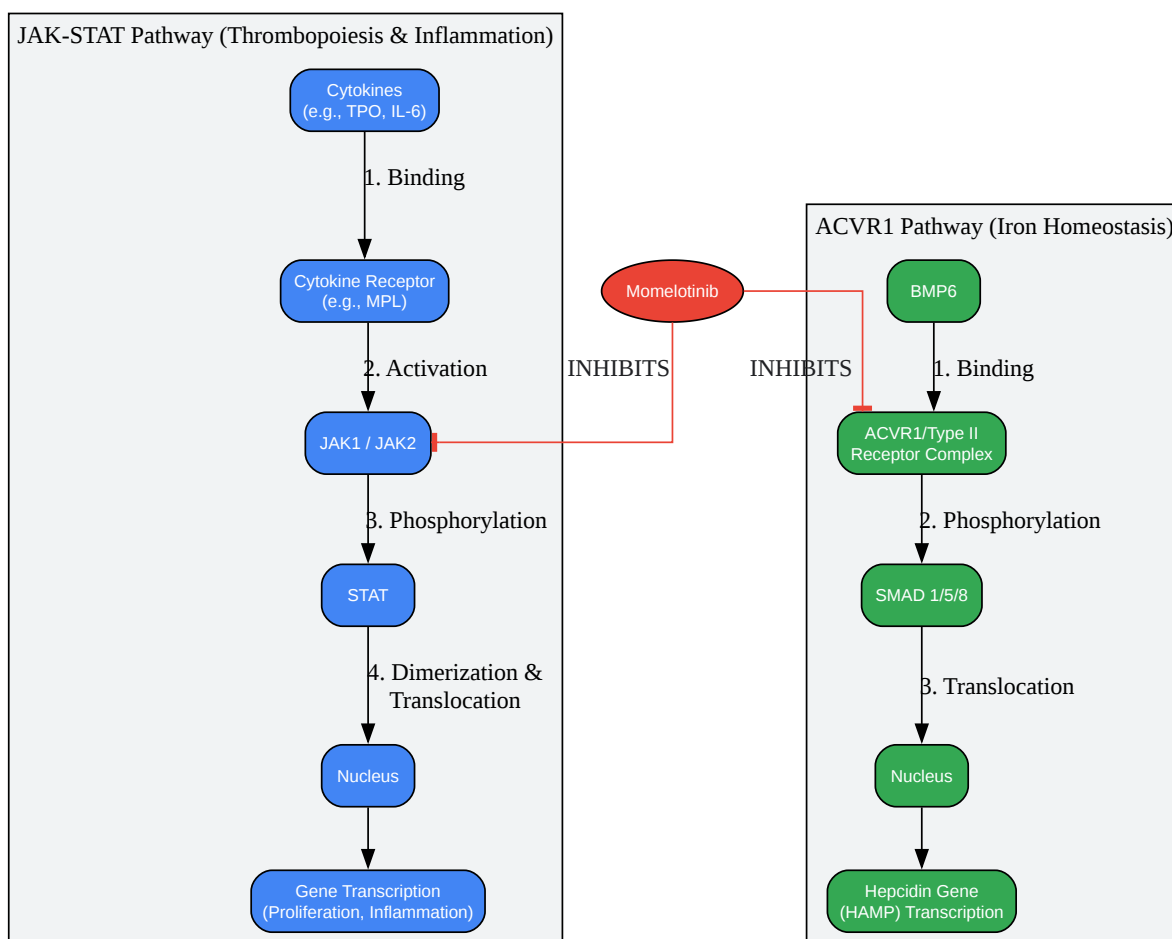 JAK-STAT Pathway (Thrombopoiesis & Inflammation)
Cytokines
(e.g., TPO, IL-6)
1. Binding
Cytokine Receptor
(e.g., MPL)
2. Activation
JAK1 / JAK2
3. Phosphorylation
STAT
4. Dimerization &
Translocation
Nucleus
Gene Transcription
(Proliferation, Inflammation)
Momelotinib
INHIBITS
INHIBITS
ACVR1 Pathway (Iron Homeostasis)
BMP6
1. Binding
ACVR1/Type II
Receptor Complex
2. Phosphorylation
SMAD 1/5/8
3. Translocation
Nucleus
Hepcidin Gene
(HAMP) Transcription